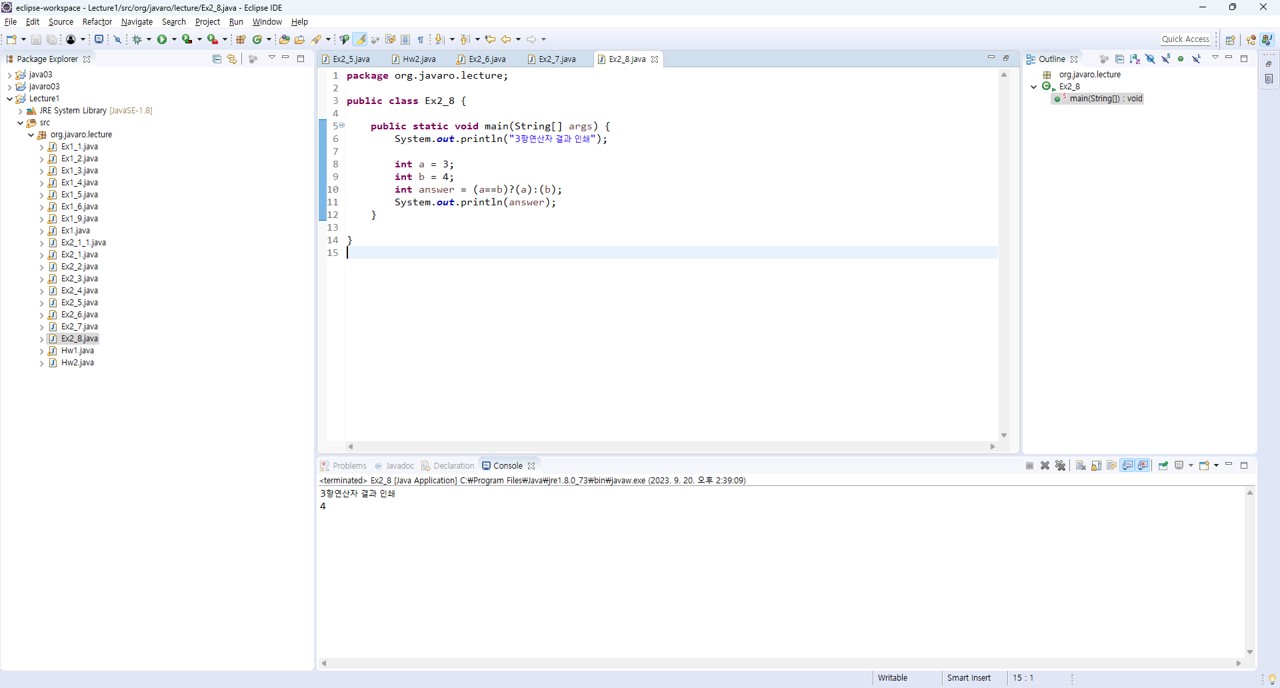 eclipse-workspace - Lecture1/src/org/javaro/lecture/Ex2_8.java - Eclipse IDE
File Edit Source Refactor Navigate Search Project Run Window Help
Quick Access
Package Explorer
java03
javaro03
Lecture1
JRE System Library [JavaSE-1.8]
src
org.javaro.lecture
Ex1_1.java
Ex1_2.java
Ex1_3.java
Ex1_4.java
Ex1_5.java
Ex1_6.java
Ex1_9.java
Ex1.java
Ex2_1_1.java
Ex2_1.java
Ex2_2.java
Ex2_3.java
Ex2_4.java
Ex2_5.java
Ex2_6.java
Ex2_7.java
Ex2_8.java
Hw1.java
Hw2.java
Ex2_5.java Hw2.java Ex2_6.java Ex2_7.java Ex2_8.java
1 package org.javaro.lecture;
2
3 public class Ex2_8 {
4
5 public static void main(String[] args) {
6 System.out.println("3항연산자 결과 인쇄");
7
8 int a = 3;
9 int b = 4;
10 int answer = (a==b)?(a):(b);
11 System.out.println(answer);
12 }
13
14 }
15
Outline
org.javaro.lecture
Ex2_8
main(String[]) : void
Problems Javadoc Declaration Console
<terminated> Ex2_8 [Java Application] C:₩Program Files₩Java₩jre1.8.0_73₩bin₩javaw.exe (2023. 9. 20. 오후 2:39:09)
3항연산자 결과 인쇄
4
Writable Smart Insert 15 : 1